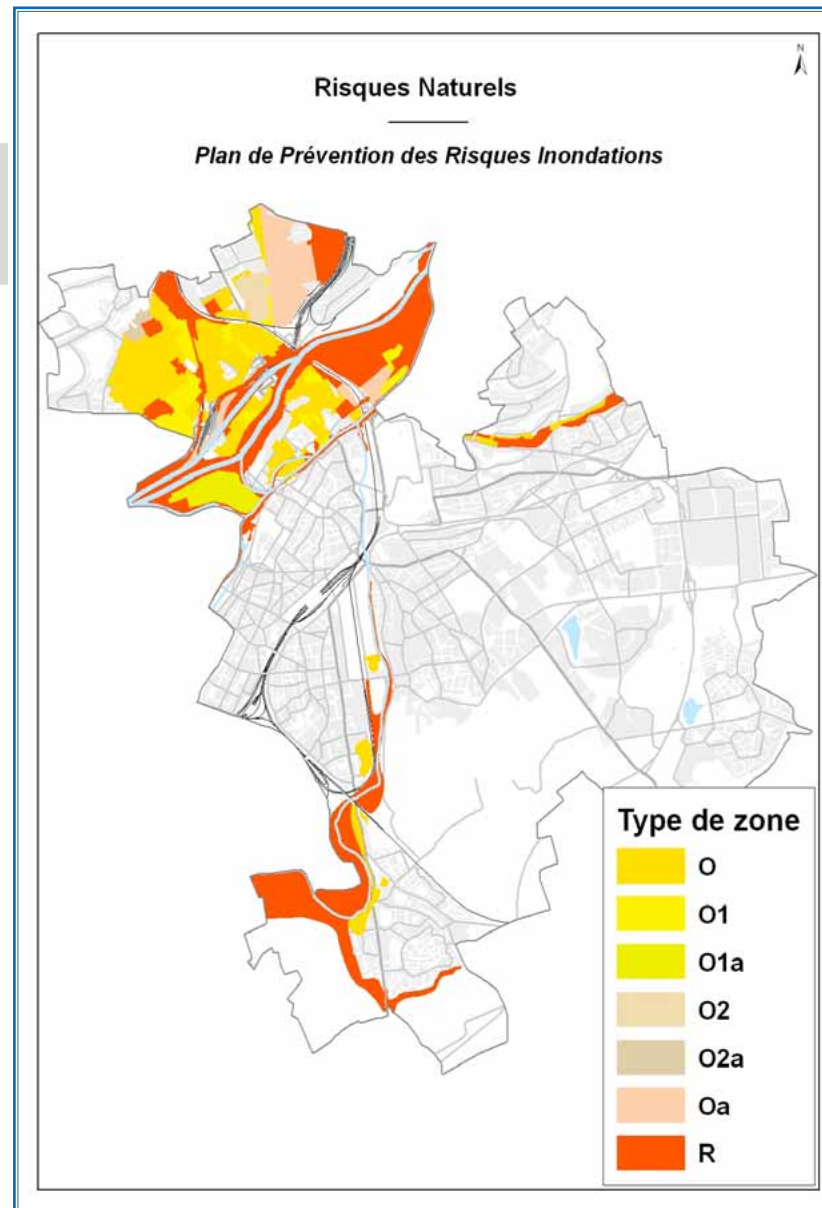 N
Risques Naturels
Plan de Prévention des Risques Inondations
Type de zone
O
O1
O1a
O2
O2a
Oa
R